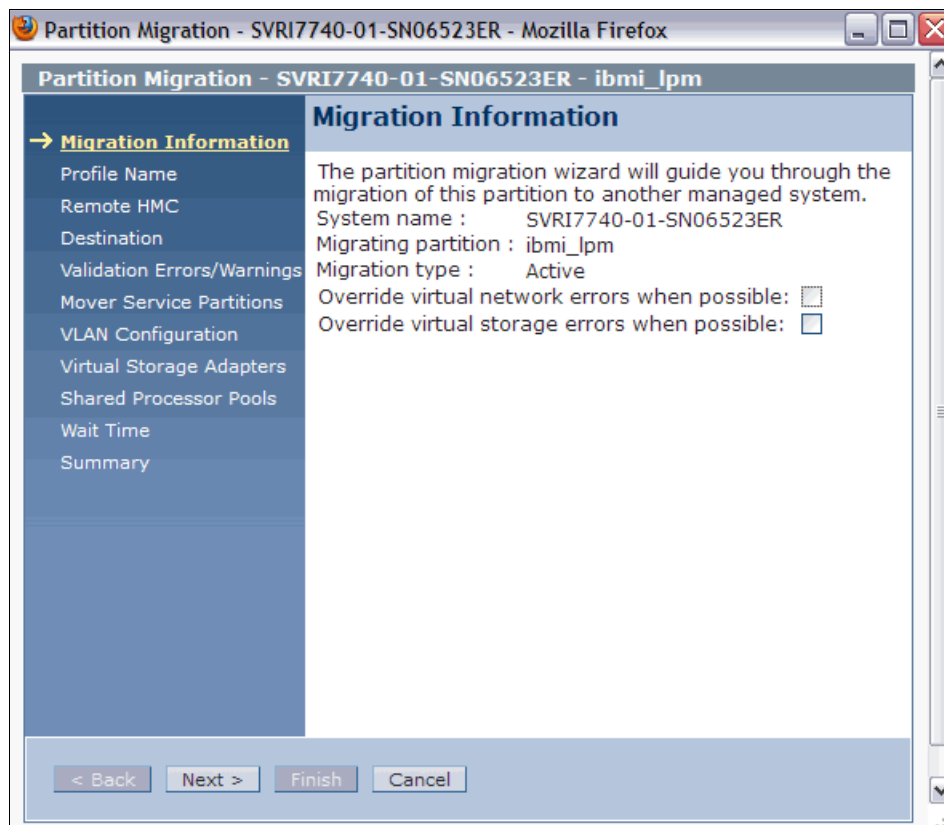 Partition Migration - SVRI7740-01-SN06523ER - Mozilla Firefox
Partition Migration - SVRI7740-01-SN06523ER - ibmi_lpm
Migration Information
Profile Name
Remote HMC
Destination
Validation Errors/Warnings
Mover Service Partitions
VLAN Configuration
Virtual Storage Adapters
Shared Processor Pools
Wait Time
Summary
Migration Information
The partition migration wizard will guide you through the
migration of this partition to another managed system.
System name : SVRI7740-01-SN06523ER
Migrating partition : ibmi_lpm
Migration type : Active
Override virtual network errors when possible:
Override virtual storage errors when possible:
< Back Next > Finish Cancel